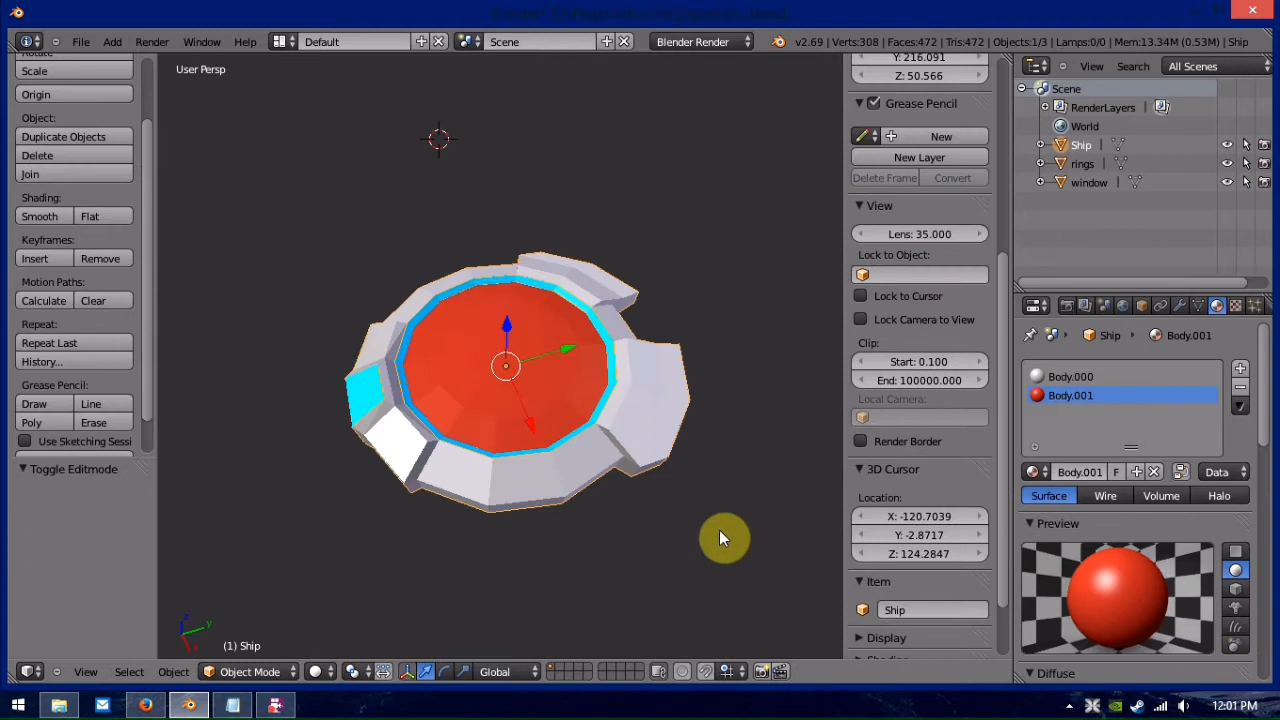 File Add Render Window Help Default Scene Blender Render v2.69 | Verts:308 | Faces:472 | Tris:472 | Objects:1/3 | Lamps:0/0 | Mem:13.34M (0.53M) | Ship
Scale
Origin
Object:
Duplicate Objects
Delete
Join
Shading:
Smooth Flat
Keyframes:
Insert Remove
Motion Paths:
Calculate Clear
Repeat:
Repeat Last
History...
Grease Pencil:
Draw Line
Poly Erase
Use Sketching Sessi
Toggle Editmode
User Persp
(1) Ship
View Select Object Object Mode Global
Y: 216.091
Z: 50.566
Grease Pencil
New
New Layer
Delete Frame Convert
View
Lens: 35.000
Lock to Object:
Lock to Cursor
Lock Camera to View
Clip:
Start: 0.100
End: 100000.000
Local Camera:
Render Border
3D Cursor
Location:
X: -120.7039
Y: -2.8717
Z: 124.2847
Item
Ship
Display
View Search All Scenes
Scene
RenderLayers
World
Ship
rings
window
Ship Body.001
Body.000
Body.001
Body.001 F Data
Surface Wire Volume Halo
Preview
Diffuse
12:01 PM